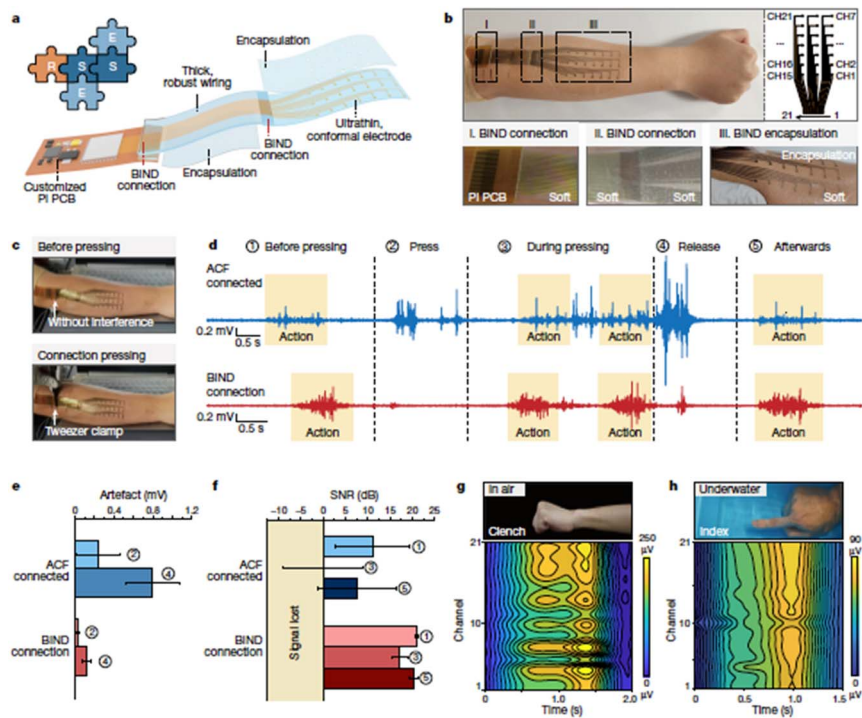 a
E
R
S
S
E
Thick,
robust wiring
Encapsulation
BIND
connection
Encapsulation
BIND
connection
Ultrathin,
conformal electrode
Customized
PI PCB
b
I
II
III
CH21
CH7
...
...
CH16
CH2
CH15
CH1
21
1
I. BIND connection
II. BIND connection
III. BIND encapsulation
PI PCB
Soft
Soft
Soft
Encapsulation
Soft
c
Before pressing
Without interference
Connection pressing
Tweezer clamp
d
① Before pressing
② Press
③ During pressing
④ Release
⑤ Afterwards
ACF
connected
0.2 mV
0.5 s
Action
Action
Action
Action
BIND
connection
0.2 mV
0.5 s
Action
Action
Action
Action
e
Artefact (mV)
0
0.4
0.8
1.2
ACF
connected
②
④
BIND
connection
②
④
f
SNR (dB)
−10
−5
0
5
10
15
20
25
Signal lost
ACF
connected
①
③
⑤
BIND
connection
①
③
⑤
g
In air
Clench
Channel
21
10
1
0
0.5
1.0
1.5
2.0
Time (s)
250
µV
0
µV
h
Underwater
Index
Channel
21
10
1
0
0.5
1.0
1.5
Time (s)
90
µV
0
µV